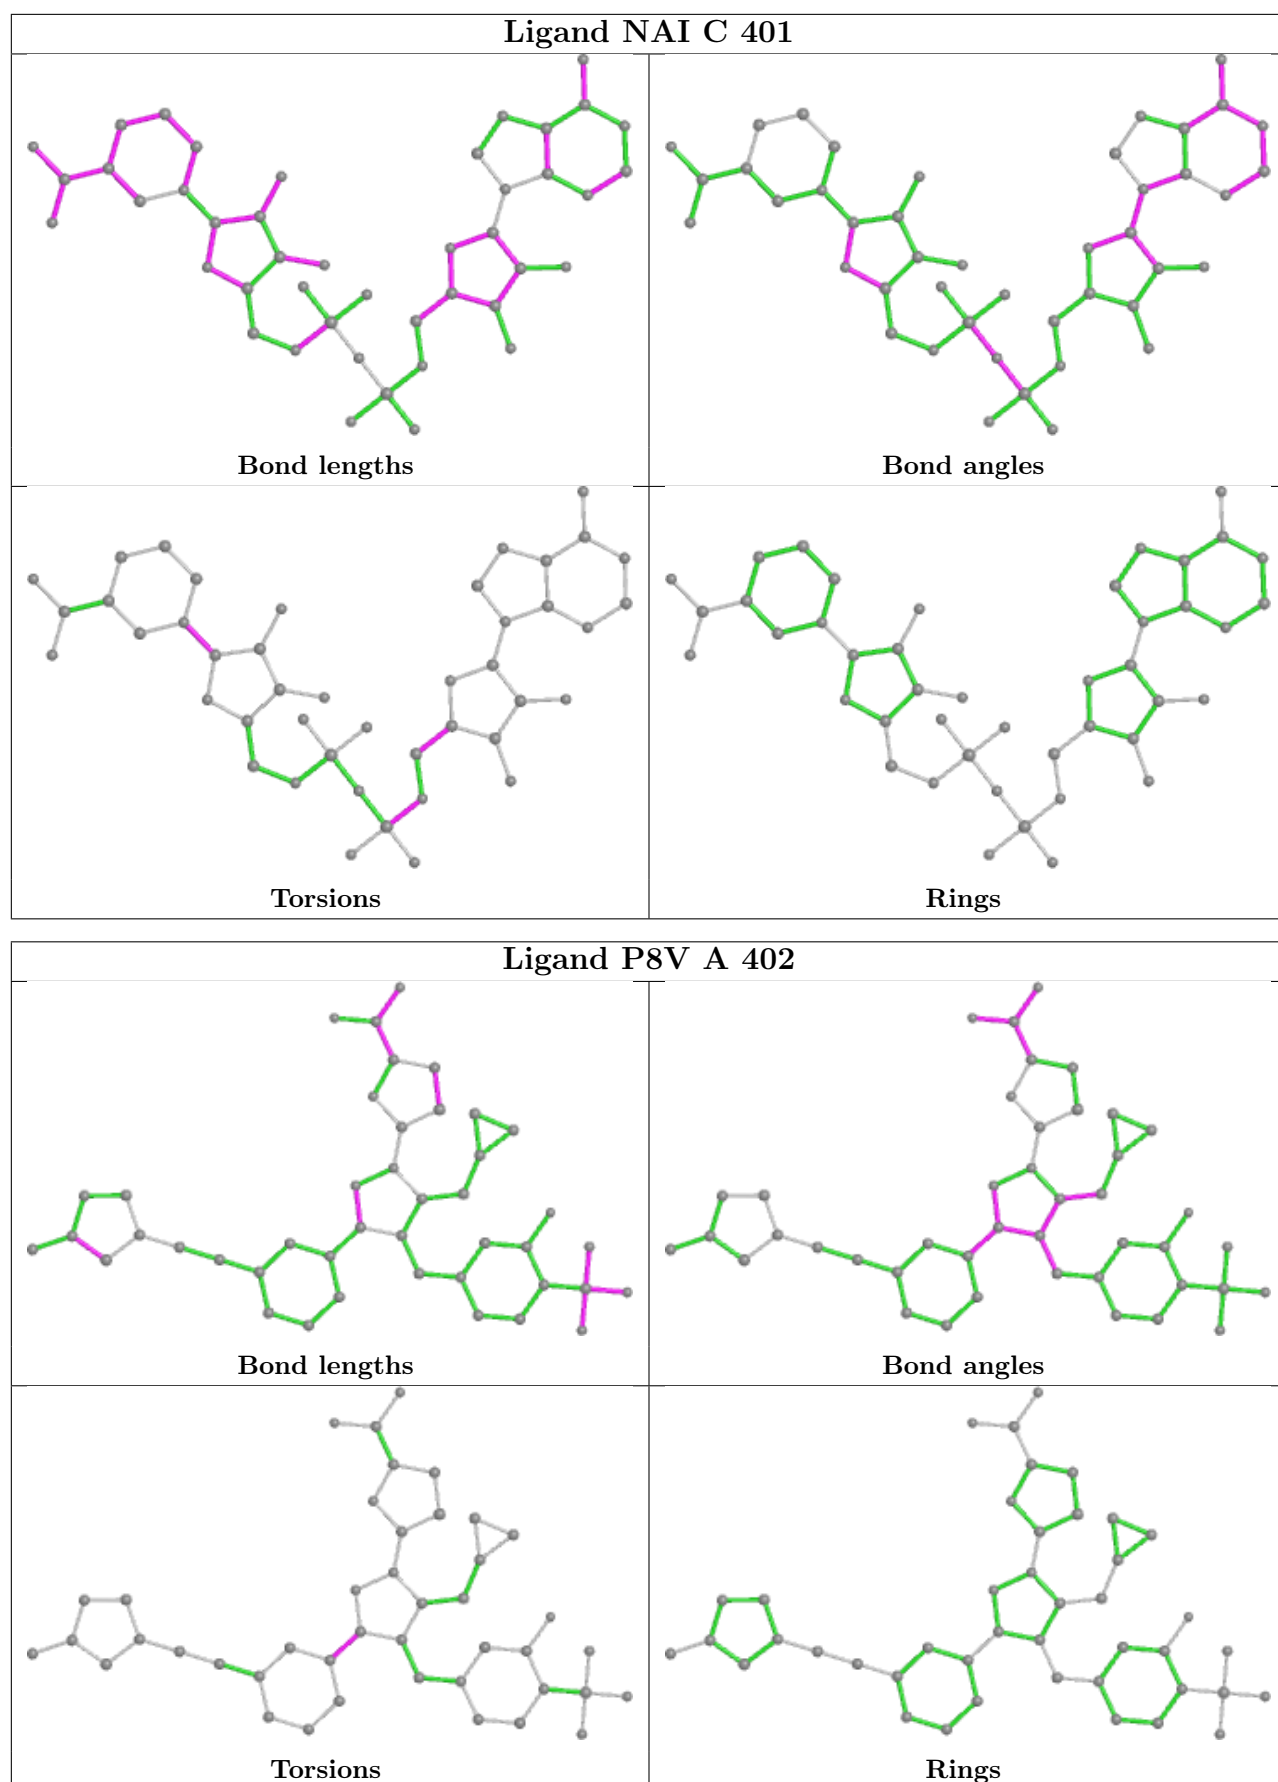 Ligand NAI C 401
Bond lengths
Bond angles
Torsions
Rings
Ligand P8V A 402
Bond lengths
Bond angles
Torsions
Rings